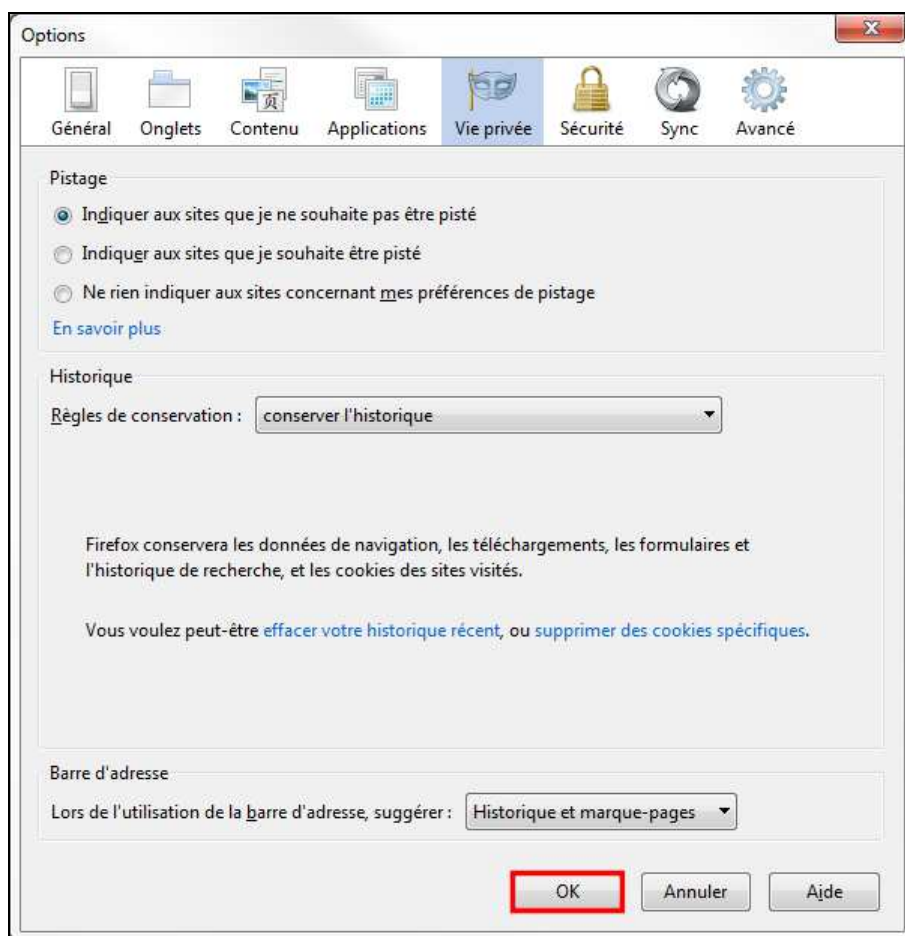 Options
Général Onglets Contenu Applications Vie privée Sécurité Sync Avancé
Pistage
Indiquer aux sites que je ne souhaite pas être pisté
Indiquer aux sites que je souhaite être pisté
Ne rien indiquer aux sites concernant mes préférences de pistage
En savoir plus
Historique
Règles de conservation : conserver l'historique
Firefox conservera les données de navigation, les téléchargements, les formulaires et
l'historique de recherche, et les cookies des sites visités.
Vous voulez peut-être effacer votre historique récent, ou supprimer des cookies spécifiques.
Barre d'adresse
Lors de l'utilisation de la barre d'adresse, suggérer : Historique et marque-pages
OK Annuler Aide